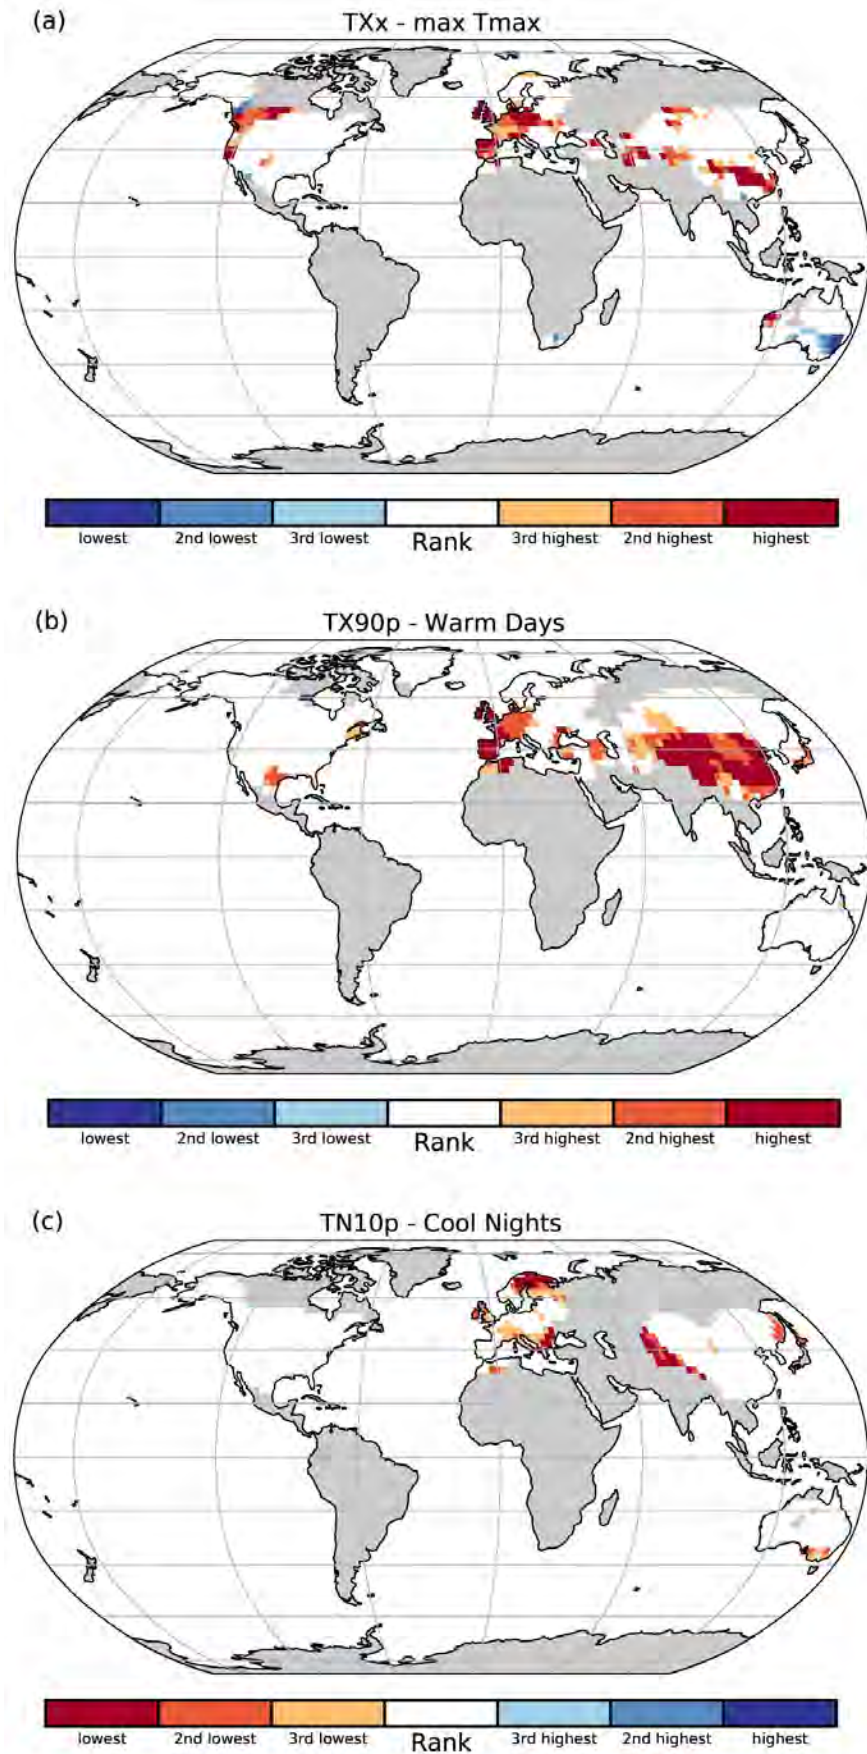 (a)
TXx - max Tmax
lowest 2nd lowest 3rd lowest Rank 3rd highest 2nd highest highest
(b)
TX90p - Warm Days
lowest 2nd lowest 3rd lowest Rank 3rd highest 2nd highest highest
(c)
TN10p - Cool Nights
lowest 2nd lowest 3rd lowest Rank 3rd highest 2nd highest highest